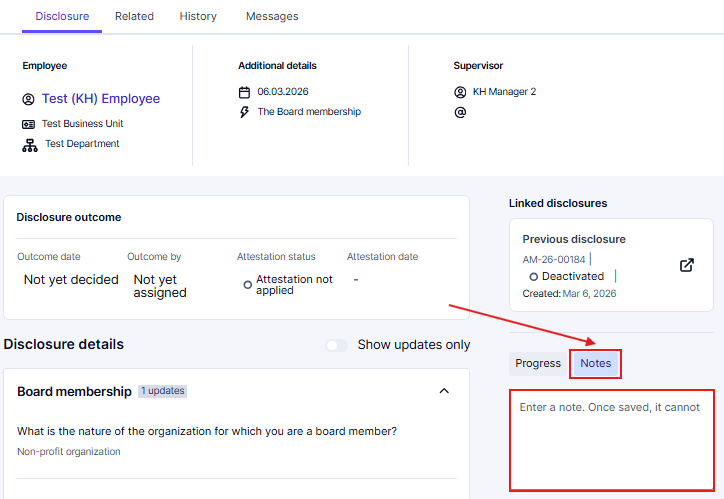 Disclosure Related History Messages
Employee
Test (KH) Employee
Test Business Unit
Test Department
Additional details
06.03.2026
The Board membership
Supervisor
KH Manager 2
Disclosure outcome
Outcome date
Not yet decided
Outcome by
Not yet
assigned
Attestation status
Attestation not
applied
Attestation date
-
Linked disclosures
Previous disclosure
AM-26-00184 |
Deactivated |
Created: Mar 6, 2026
Disclosure details
Show updates only
Board membership 1 updates
What is the nature of the organization for which you are a board member?
Non-profit organization
Progress Notes
Enter a note. Once saved, it cannot